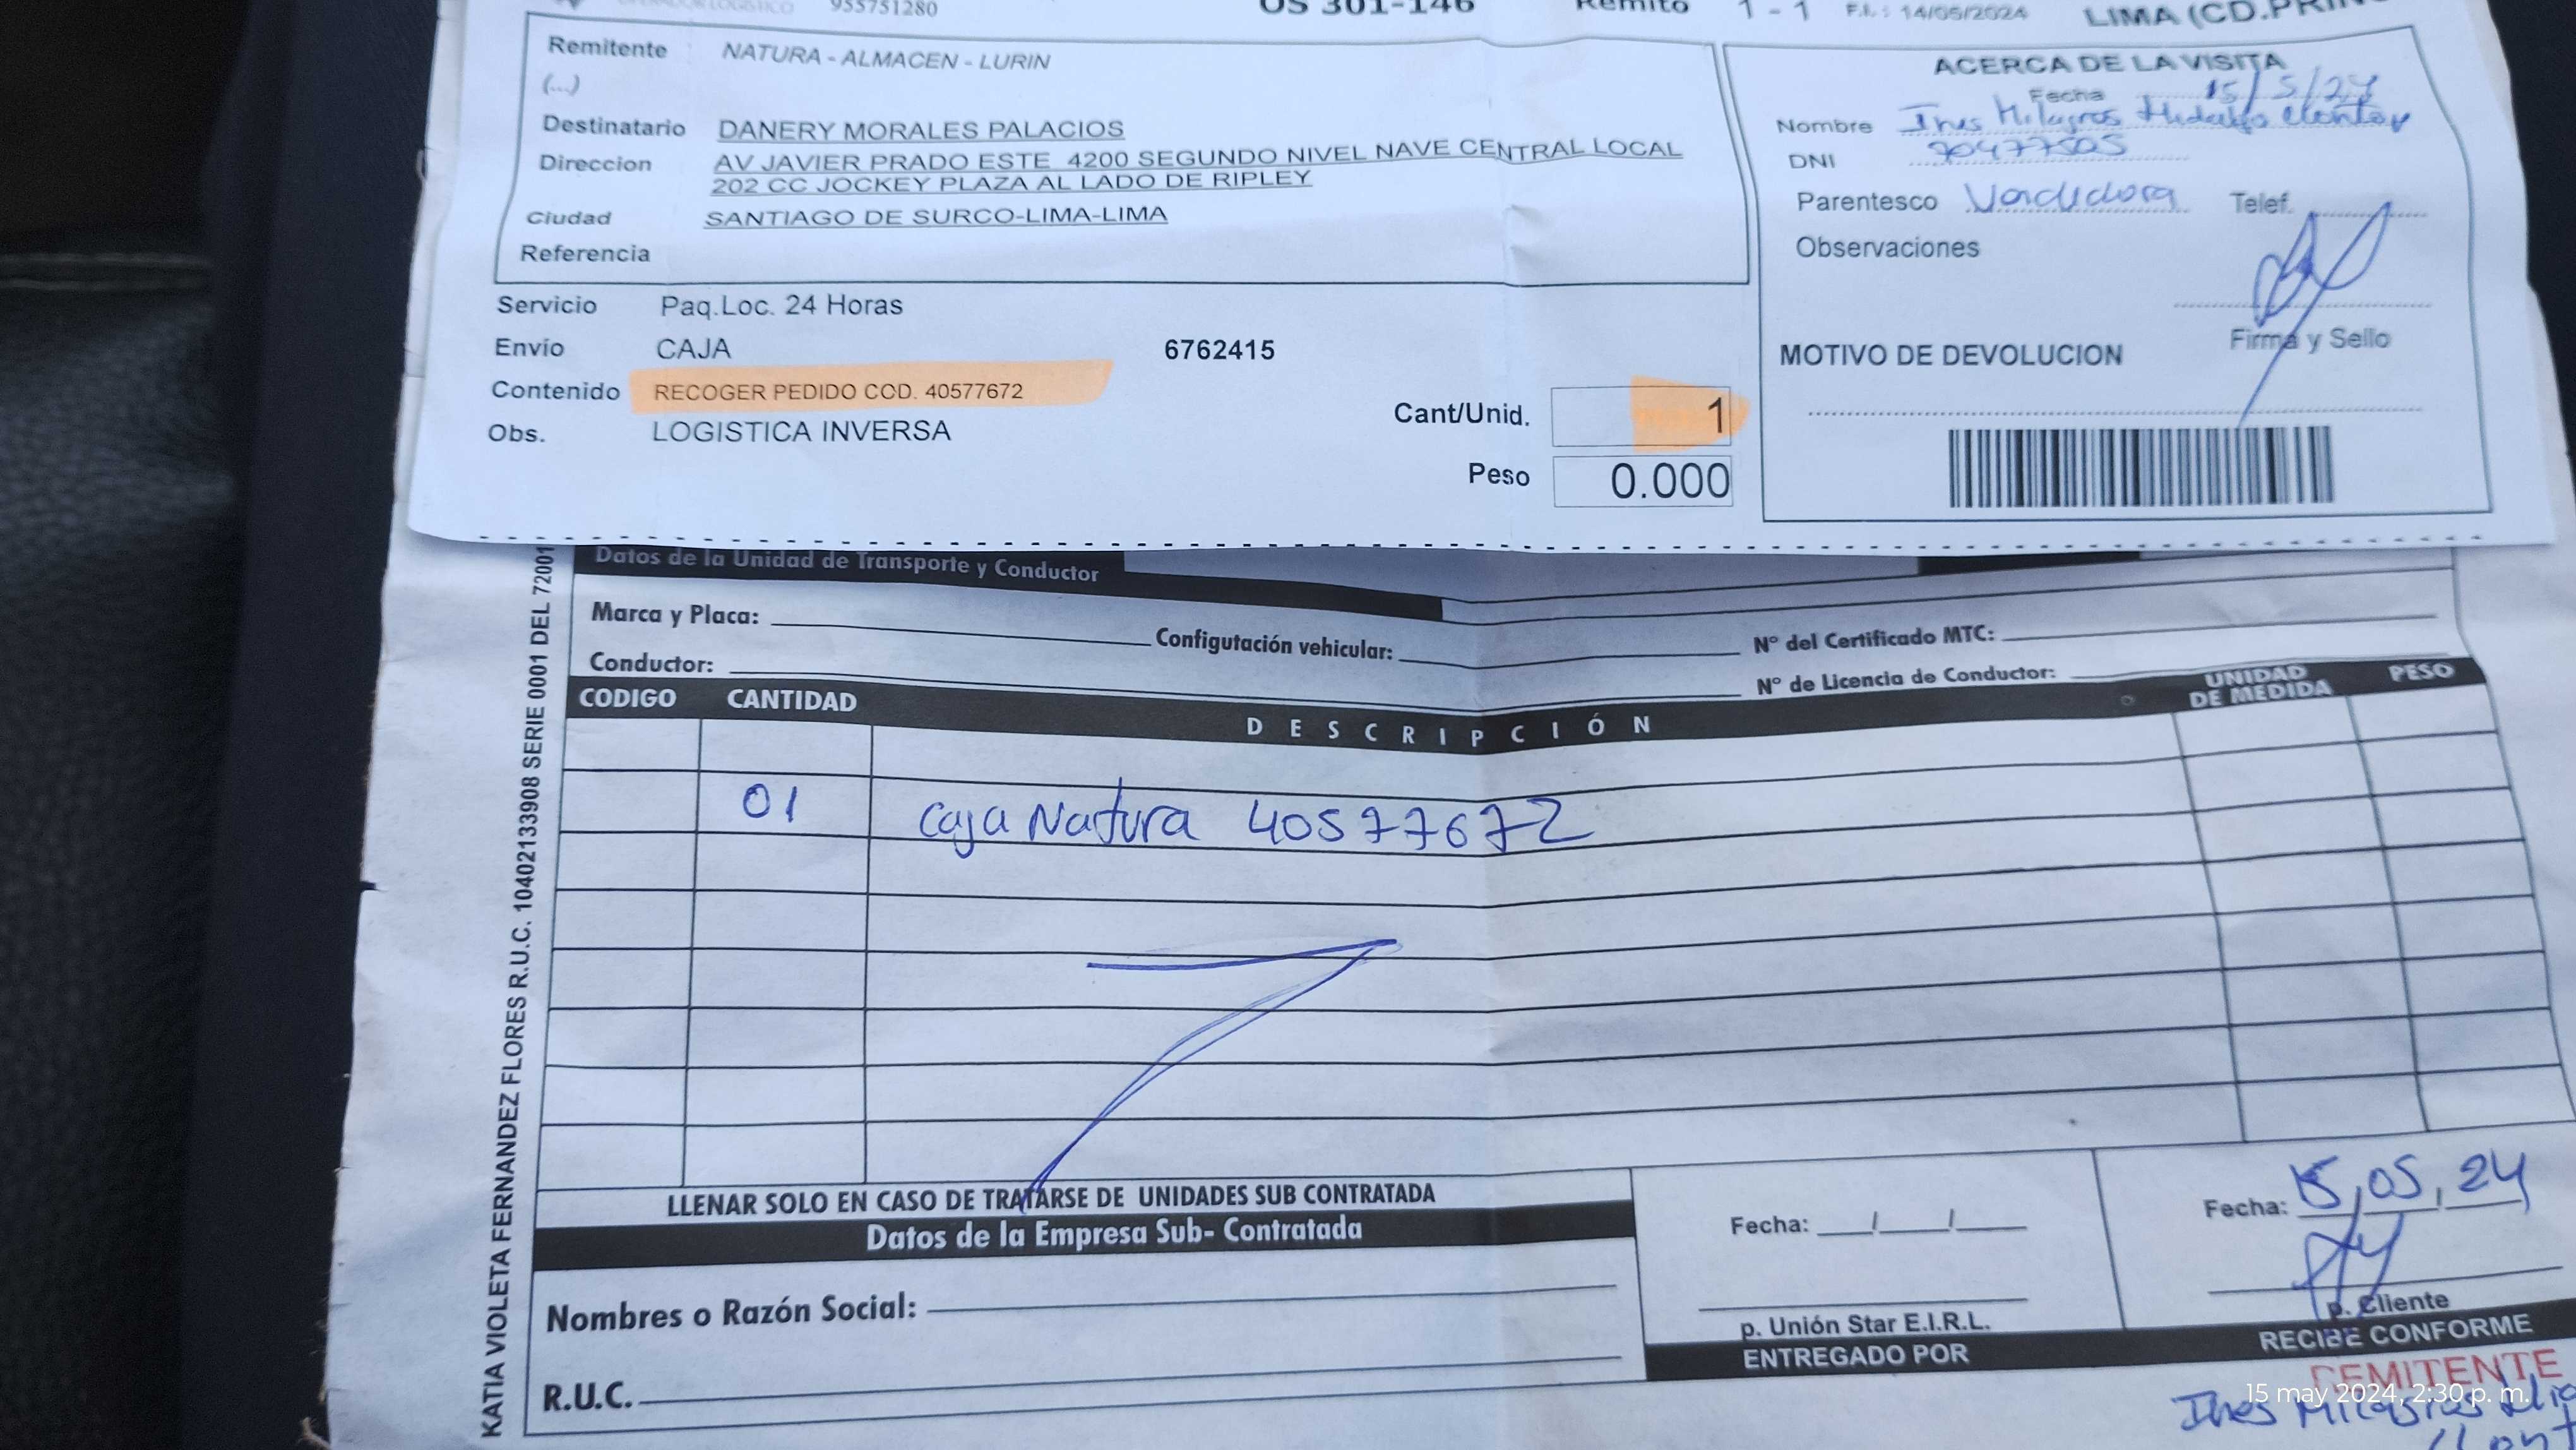 955751280 OS 301-146 Remito 1 - 1 F.I. : 14/05/2024 LIMA (CD.PRIN
Remitente NATURA - ALMACEN - LURIN
(...)
Destinatario DANERY MORALES PALACIOS
Direccion AV JAVIER PRADO ESTE 4200 SEGUNDO NIVEL NAVE CENTRAL LOCAL
202 CC JOCKEY PLAZA AL LADO DE RIPLEY
Ciudad SANTIAGO DE SURCO-LIMA-LIMA
Referencia
Servicio Paq.Loc. 24 Horas
Envio CAJA 6762415
Contenido RECOGER PEDIDO COD. 40577672
Obs. LOGISTICA INVERSA
Cant/Unid. 1
Peso 0.000
ACERCA DE LA VISITA
Fecha 15/5/24
Nombre Ines Milagros Hidalgo
DNI 70477505
Parentesco Vendedora Telef.
Observaciones
Firma y Sello
MOTIVO DE DEVOLUCION
Datos de la Unidad de Transporte y Conductor
Marca y Placa: Configutación vehicular: Nº del Certificado MTC:
Conductor: Nº de Licencia de Conductor:
CODIGO CANTIDAD DESCRIPCIÓN UNIDAD DE MEDIDA PESO
01 Caja Natura 40577672
KATIA VIOLETA FERNANDEZ FLORES R.U.C. 10402133908 SERIE 0001 DEL 72001
LLENAR SOLO EN CASO DE TRATARSE DE UNIDADES SUB CONTRATADA
Datos de la Empresa Sub- Contratada
Nombres o Razón Social:
R.U.C.
Fecha: / /
p. Unión Star E.I.R.L.
ENTREGADO POR
Fecha: 15,05,24
p. Cliente
RECIBE CONFORME
REMITENTE
15 may 2024, 2:30 p. m.
Ines Milagros